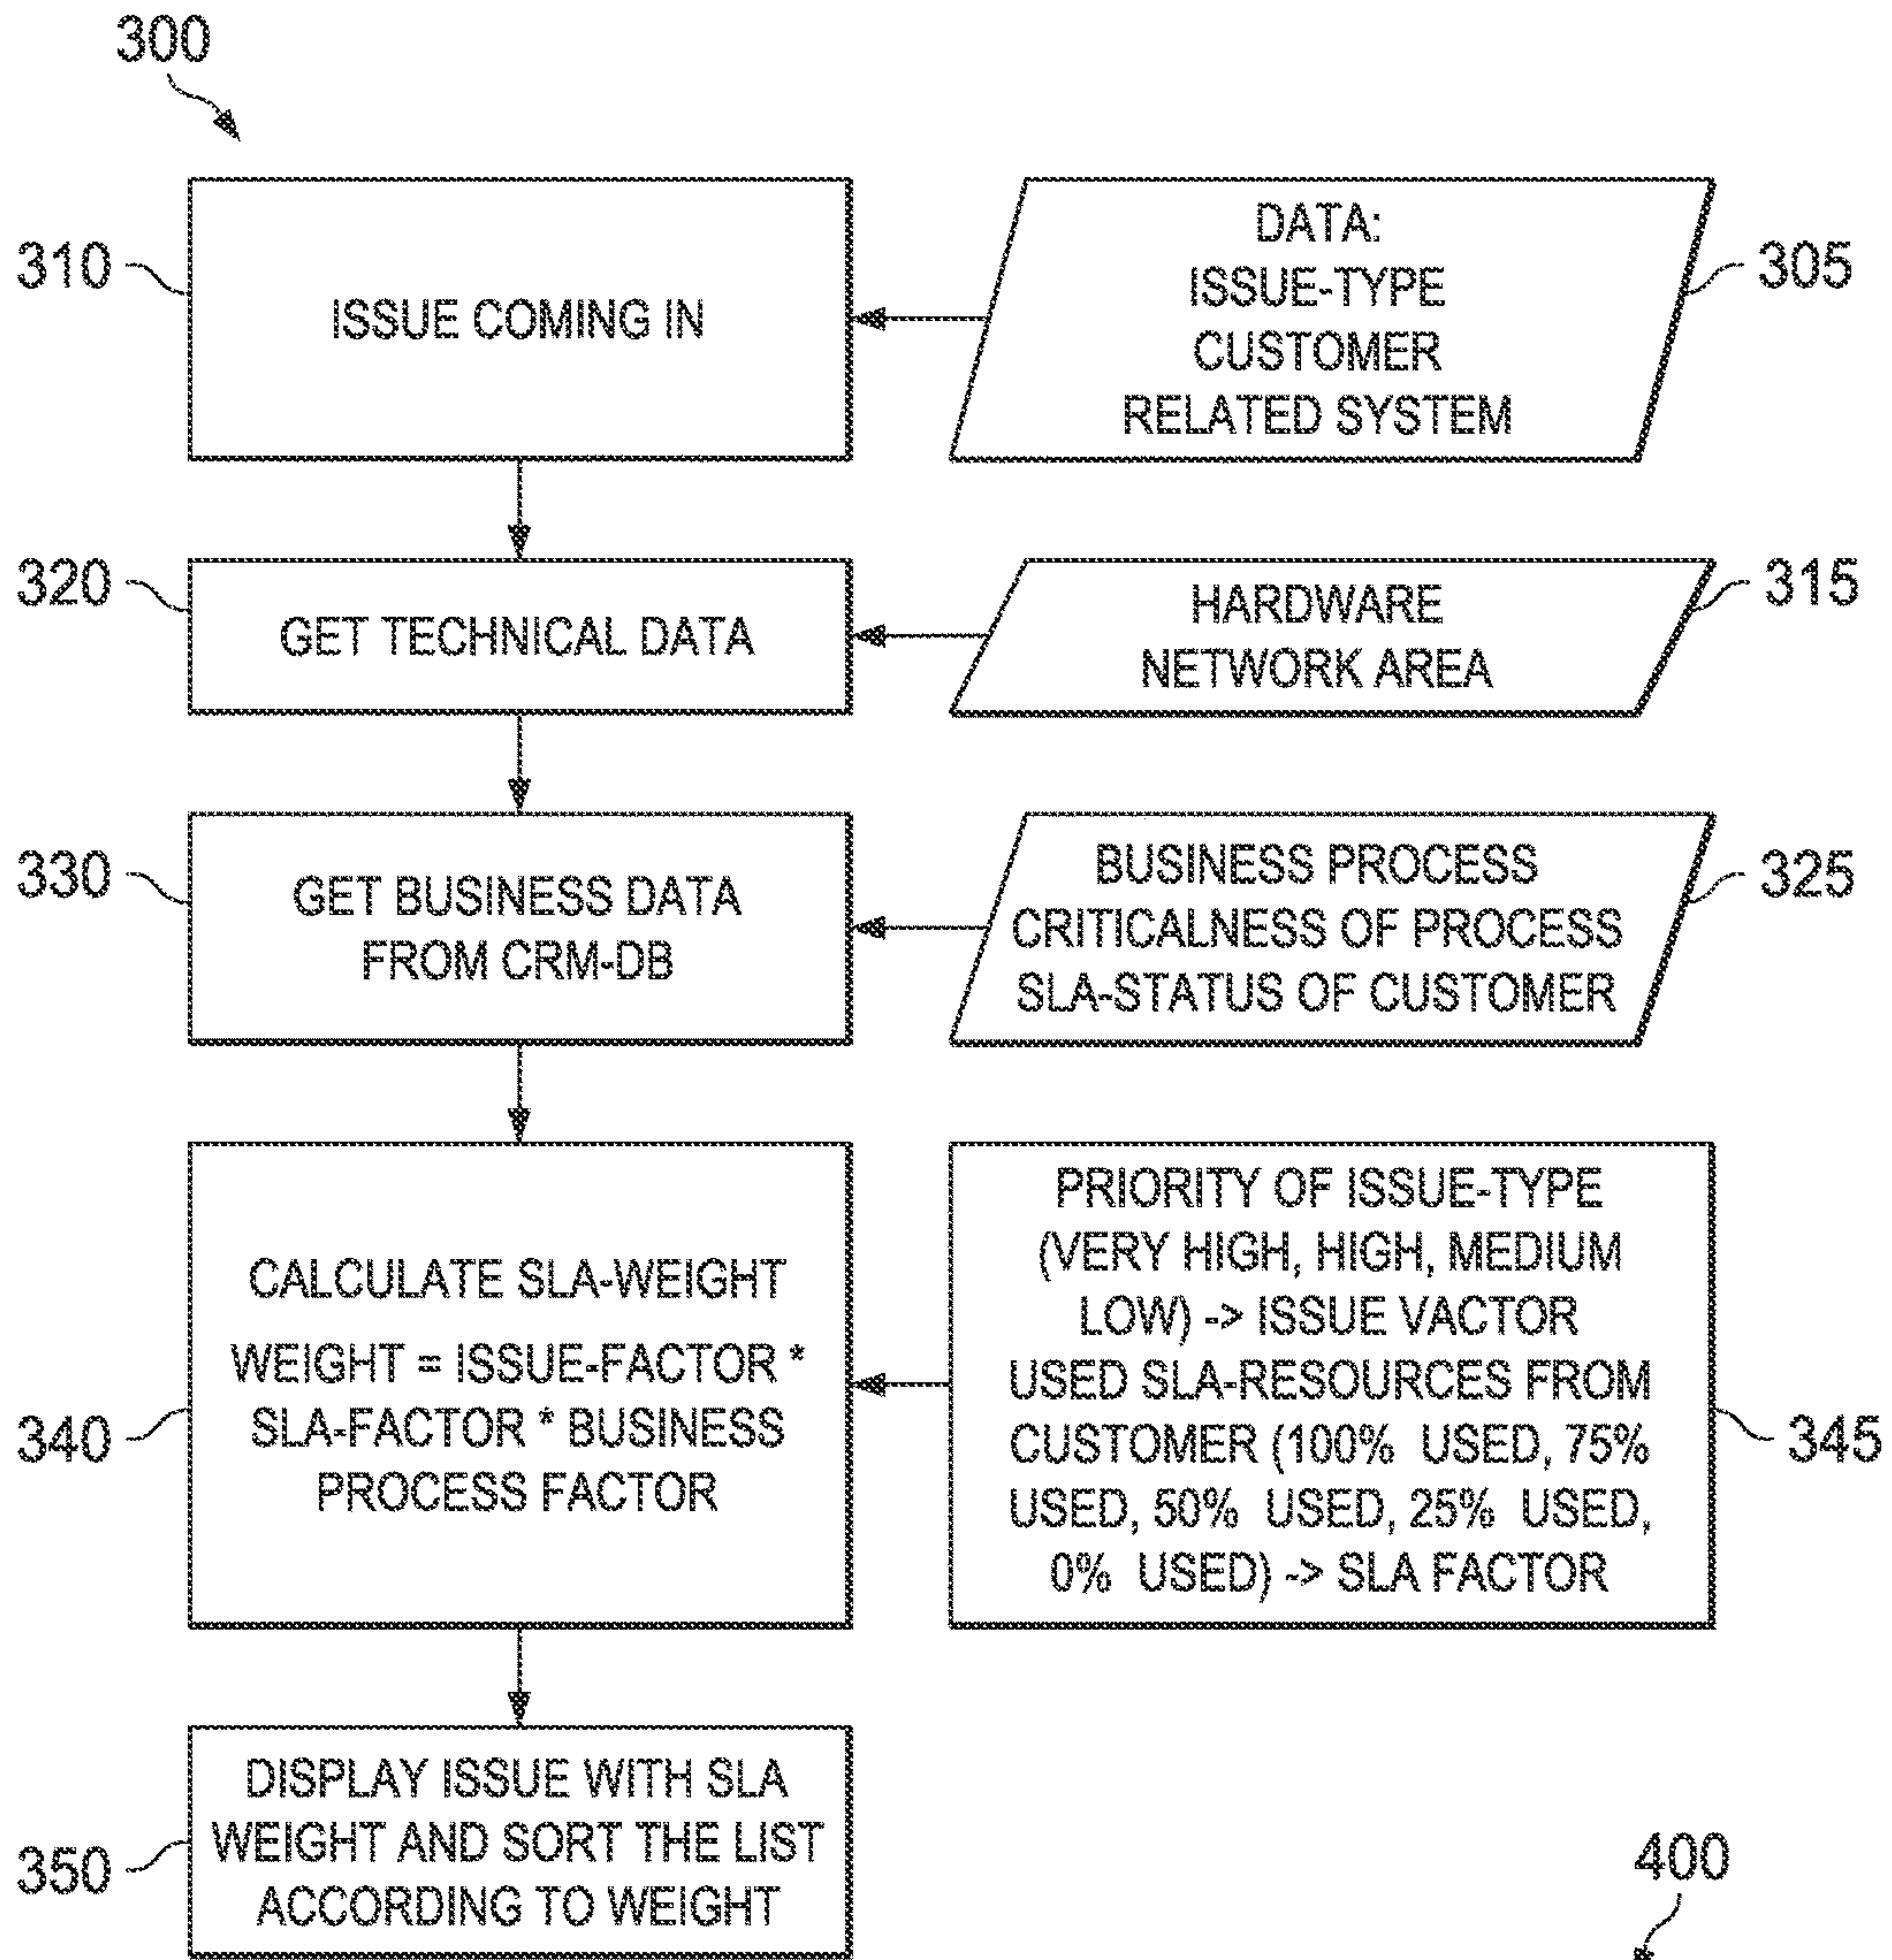 300
310
ISSUE COMING IN
DATA:
ISSUE-TYPE
CUSTOMER
RELATED SYSTEM
305
320
GET TECHNICAL DATA
HARDWARE
NETWORK AREA
315
330
GET BUSINESS DATA
FROM CRM-DB
BUSINESS PROCESS
CRITICALNESS OF PROCESS
SLA-STATUS OF CUSTOMER
325
340
CALCULATE SLA-WEIGHT
WEIGHT = ISSUE-FACTOR *
SLA-FACTOR * BUSINESS
PROCESS FACTOR
PRIORITY OF ISSUE-TYPE
(VERY HIGH, HIGH, MEDIUM
LOW) -> ISSUE VACTOR
USED SLA-RESOURCES FROM
CUSTOMER (100% USED, 75%
USED, 50% USED, 25% USED,
0% USED) -> SLA FACTOR
345
350
DISPLAY ISSUE WITH SLA
WEIGHT AND SORT THE LIST
ACCORDING TO WEIGHT
400